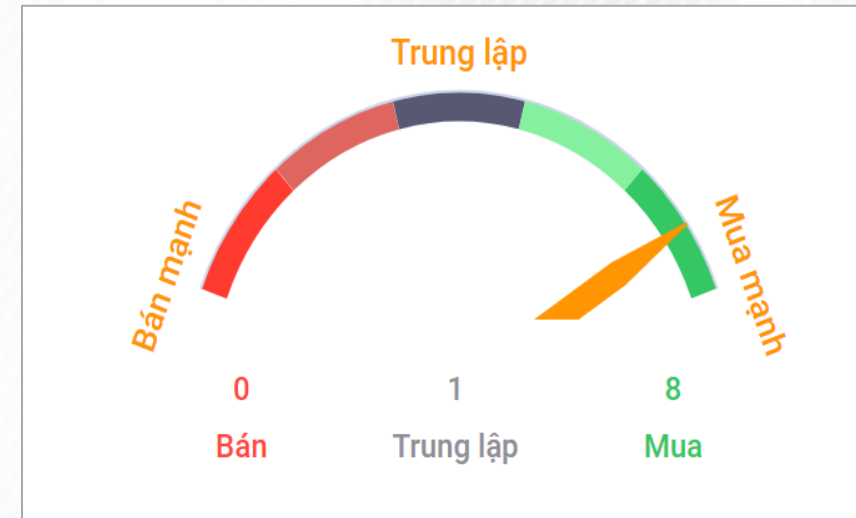 Trung lập
Bán mạnh
Mua mạnh
0
1
8
Bán
Trung lập
Mua